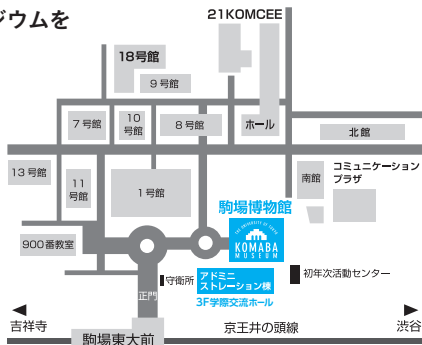 ジウムを
21KOMCEE
18号館
9号館
7号館
10
号館
8号館
ホール
北館
13号館
11
号館
1号館
南館
コミュニケーション
プラザ
駒場博物館
THE UNIVERSITY OF TOKYO
KOMABA
MUSEUM
900番教室
守衛所
アドミニ
ストレーション棟
初年次活動センター
正門
3F学際交流ホール
吉祥寺
駒場東大前
京王井の頭線
渋谷